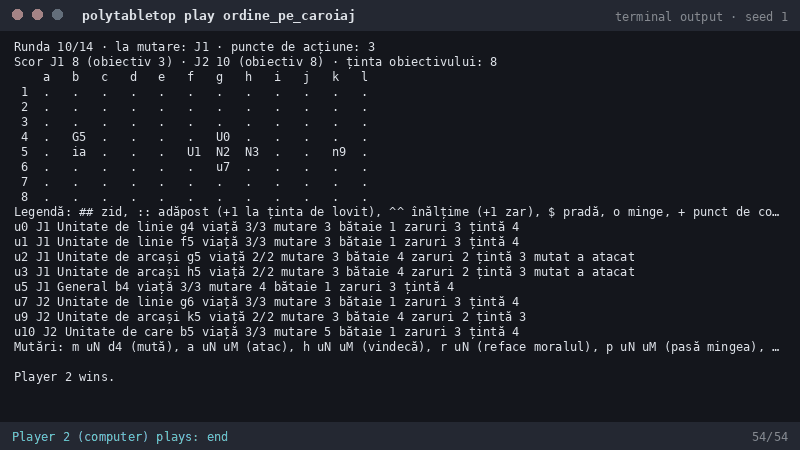 polytabletop play ordine_pe_caroiaj
terminal output · seed 1
Runda 10/14 · la mutare: J1 · puncte de acțiune: 3
Scor J1 8 (obiectiv 3) · J2 10 (obiectiv 8) · ținta obiectivului: 8
a b c d e f g h i j k l
1 . . . . . . . . . . . .
2 . . . . . . . . . . . .
3 . . . . . . . . . . . .
4 . G5 . . . . U0 . . . . .
5 . ia . . . U1 N2 N3 . . n9 .
6 . . . . . . u7 . . . . .
7 . . . . . . . . . . . .
8 . . . . . . . . . . . .
Legendă: ## zid, :: adăpost (+1 la ținta de lovit), ^^ înălțime (+1 zar), $ pradă, o minge, + punct de co…
u0 J1 Unitate de linie g4 viață 3/3 mutare 3 bătaie 1 zaruri 3 țintă 4
u1 J1 Unitate de linie f5 viață 3/3 mutare 3 bătaie 1 zaruri 3 țintă 4
u2 J1 Unitate de arcași g5 viață 2/2 mutare 3 bătaie 4 zaruri 2 țintă 3 mutat a atacat
u3 J1 Unitate de arcași h5 viață 2/2 mutare 3 bătaie 4 zaruri 2 țintă 3 mutat a atacat
u5 J1 General b4 viață 3/3 mutare 4 bătaie 1 zaruri 3 țintă 4
u7 J2 Unitate de linie g6 viață 3/3 mutare 3 bătaie 1 zaruri 3 țintă 4
u9 J2 Unitate de arcași k5 viață 2/2 mutare 3 bătaie 4 zaruri 2 țintă 3
u10 J2 Unitate de care b5 viață 3/3 mutare 5 bătaie 1 zaruri 3 țintă 4
Mutări: m uN d4 (mută), a uN uM (atac), h uN uM (vindecă), r uN (reface moralul), p uN uM (pasă mingea), …
Player 2 wins.
Player 2 (computer) plays: end
54/54